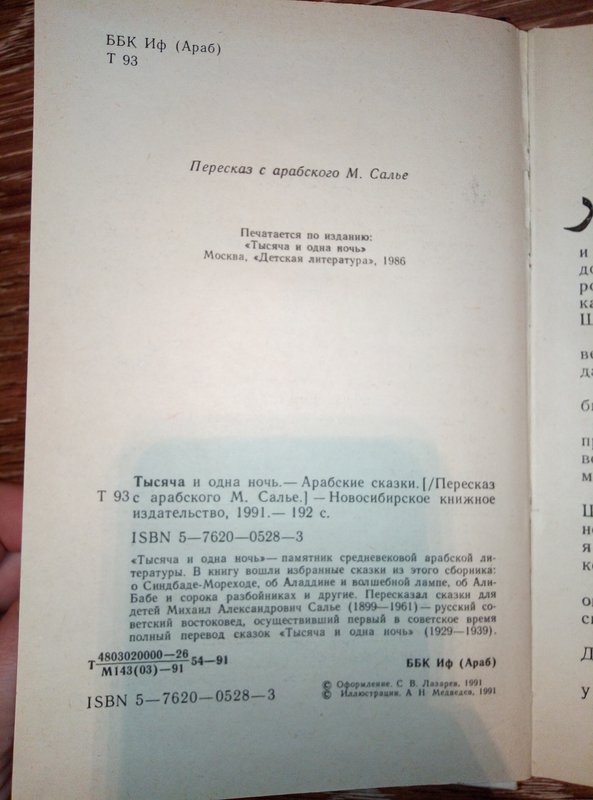 ББК Иф (Араб)
Т 93
Пересказ с арабского М. Салье
Печатается по изданию:
«Тысяча и одна ночь»
Москва, «Детская литература», 1986
Тысяча и одна ночь.— Арабские сказки.[/Пересказ
Т 93 с арабского М. Салье.] — Новосибирское книжное
издательство, 1991.— 192 с.
ISBN 5—7620—0528—3
«Тысяча и одна ночь»— памятник средневековой арабской ли-
тературы. В книгу вошли избранные сказки из этого сборника:
о Синдбаде-Мореходе, об Аладдине и волшебной лампе, об Али-
Бабе и сорока разбойниках и другие. Пересказал сказки для
детей Михаил Александрович Салье (1899—1961) — русский со-
ветский востоковед, осуществивший первый в советское время
полный перевод сказок «Тысяча и одна ночь» (1929—1939).
Т 4803020000—26 54—91
М143(03)—91
ББК Иф (Араб)
ISBN 5—7620—0528—3
© Оформление. С. В. Лазарев. 1991
© Иллюстрации. А. Н. Медведев. 1991